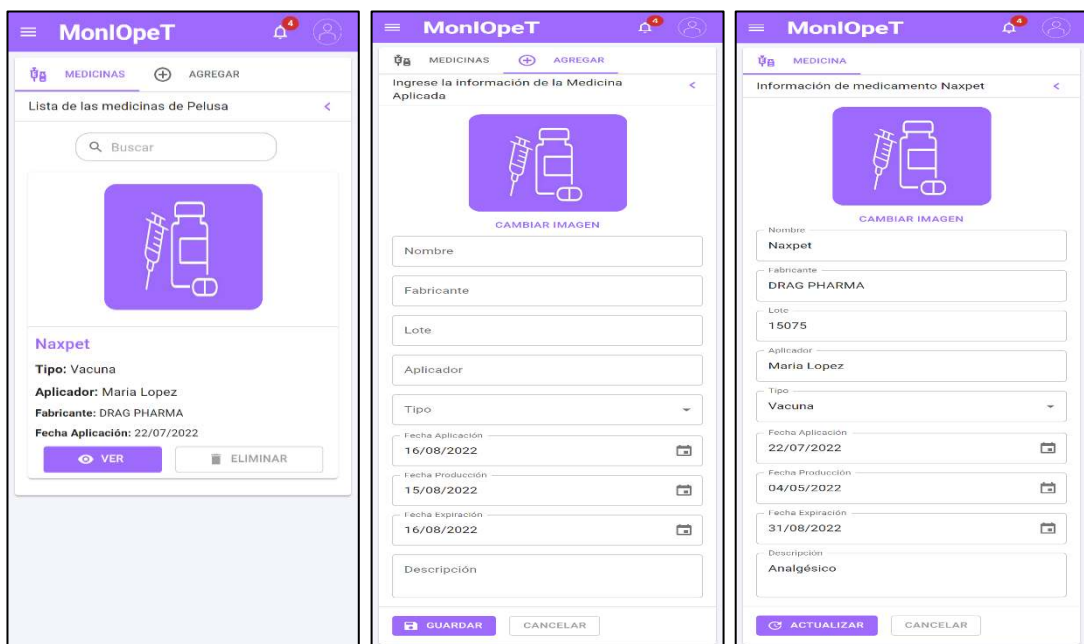 MonIOpeT
4
MEDICINAS AGREGAR
Lista de las medicinas de Pelusa <
Buscar
Naxpet
Tipo: Vacuna
Aplicador: Maria Lopez
Fabricante: DRAG PHARMA
Fecha Aplicación: 22/07/2022
VER ELIMINAR
MonIOpeT
4
MEDICINAS AGREGAR
Ingrese la información de la Medicina
Aplicada <
CAMBIAR IMAGEN
Nombre
Fabricante
Lote
Aplicador
Tipo
Fecha Aplicación
16/08/2022
Fecha Producción
15/08/2022
Fecha Expiración
16/08/2022
Descripción
GUARDAR CANCELAR
MonIOpeT
4
MEDICINA
Información de medicamento Naxpet <
CAMBIAR IMAGEN
Nombre
Naxpet
Fabricante
DRAG PHARMA
Lote
15075
Aplicador
Maria Lopez
Tipo
Vacuna
Fecha Aplicación
22/07/2022
Fecha Producción
04/05/2022
Fecha Expiración
31/08/2022
Descripción
Analgésico
ACTUALIZAR CANCELAR